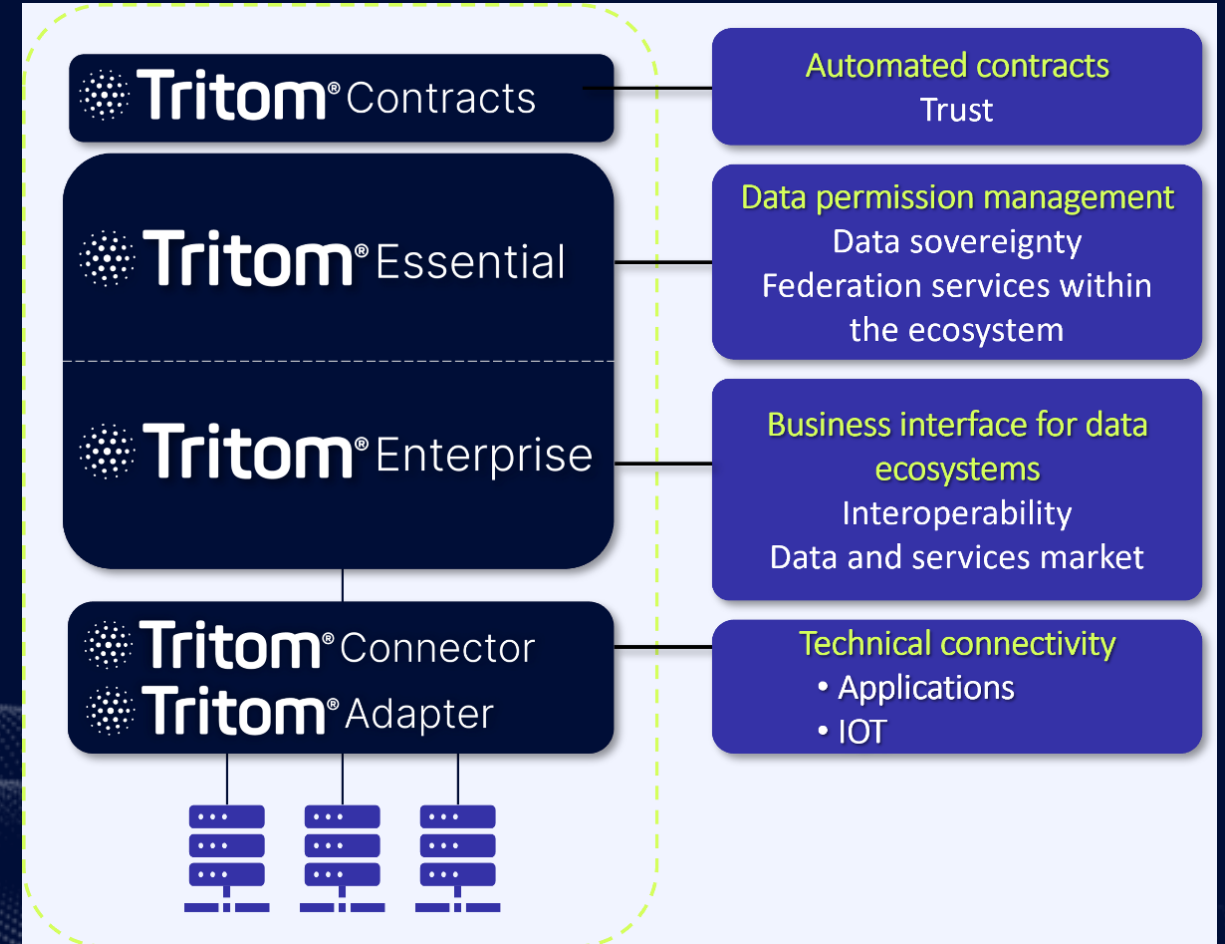 Tritom® Contracts
Automated contracts
Trust
Tritom® Essential
Data permission management
Data sovereignty
Federation services within
the ecosystem
Tritom® Enterprise
Business interface for data
ecosystems
Interoperability
Data and services market
Tritom® Connector
Tritom® Adapter
Technical connectivity
• Applications
• IOT